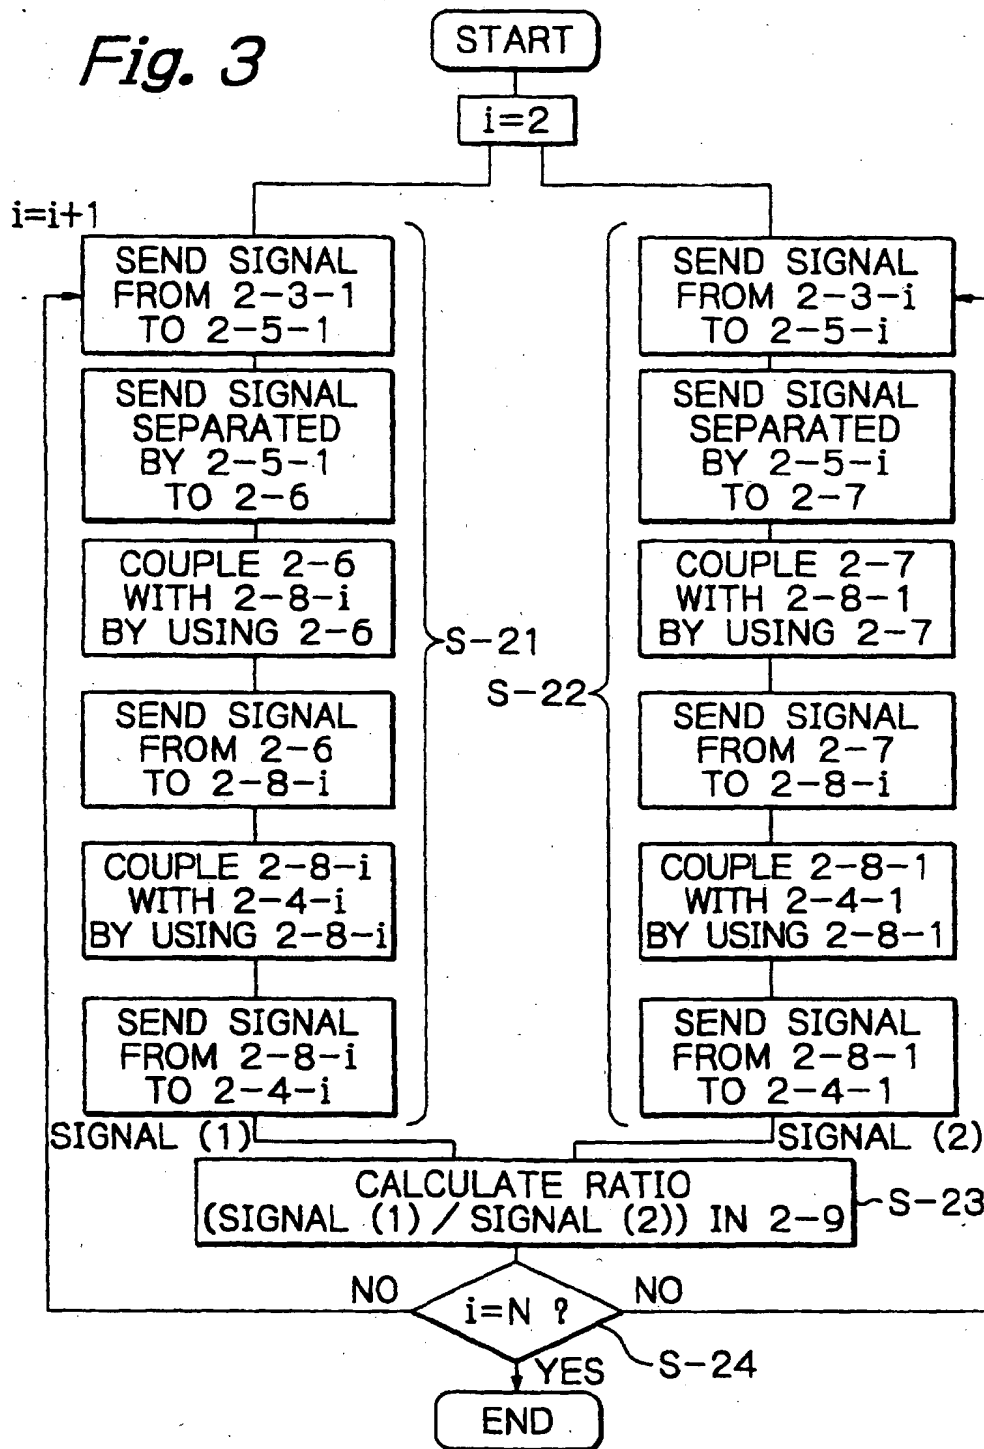 Fig. 3
START
i=2
i=i+1
SEND SIGNAL
FROM 2-3-1
TO 2-5-1
SEND SIGNAL
SEPARATED
BY 2-5-1
TO 2-6
COUPLE 2-6
WITH 2-8-i
BY USING 2-6
SEND SIGNAL
FROM 2-6
TO 2-8-i
COUPLE 2-8-i
WITH 2-4-i
BY USING 2-8-i
SEND SIGNAL
FROM 2-8-i
TO 2-4-i
S-21
SIGNAL (1)
SEND SIGNAL
FROM 2-3-i
TO 2-5-i
SEND SIGNAL
SEPARATED
BY 2-5-i
TO 2-7
COUPLE 2-7
WITH 2-8-1
BY USING 2-7
SEND SIGNAL
FROM 2-7
TO 2-8-i
COUPLE 2-8-1
WITH 2-4-1
BY USING 2-8-1
SEND SIGNAL
FROM 2-8-1
TO 2-4-1
S-22
SIGNAL (2)
CALCULATE RATIO
(SIGNAL (1) / SIGNAL (2)) IN 2-9
S-23
NO
i=N ?
NO
S-24
YES
END